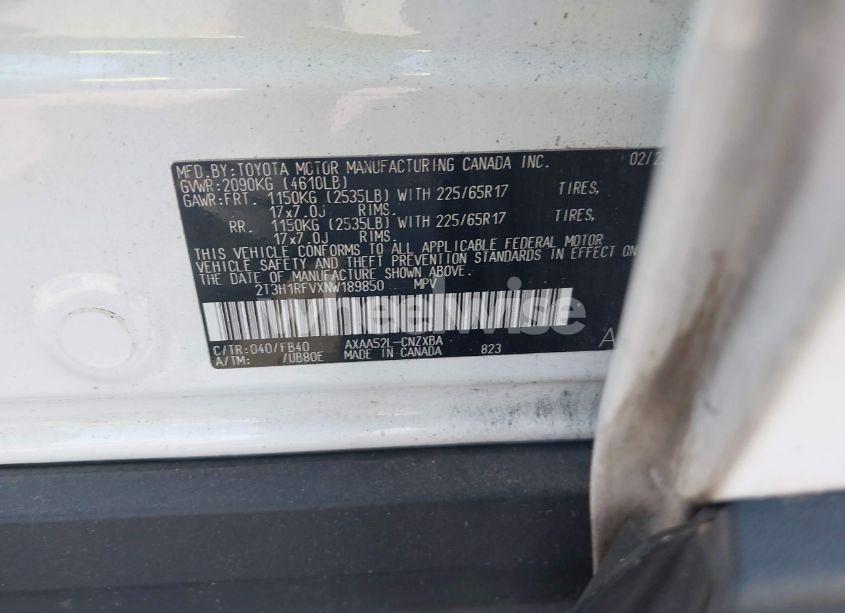 MFD.BY:TOYOTA MOTOR MANUFACTURING CANADA INC. 02/2
GVWR:2090KG (4610LB)
GAWR:FRT. 1150KG (2535LB) WITH 225/65R17 TIRES,
17x7.0J RIMS.
RR. 1150KG (2535LB) WITH 225/65R17 TIRES,
17x7.0J RIMS.
THIS VEHICLE CONFORMS TO ALL APPLICABLE FEDERAL MOTOR
VEHICLE SAFETY AND THEFT PREVENTION STANDARDS IN EFFECT ON
THE DATE OF MANUFACTURE SHOWN ABOVE.
2T3H1RFVXNW189850 MPV
wheelwise
C/TR:040/FB40 AXAA52L-CNZXBA A
A/TM: /UB80E MADE IN CANADA 823